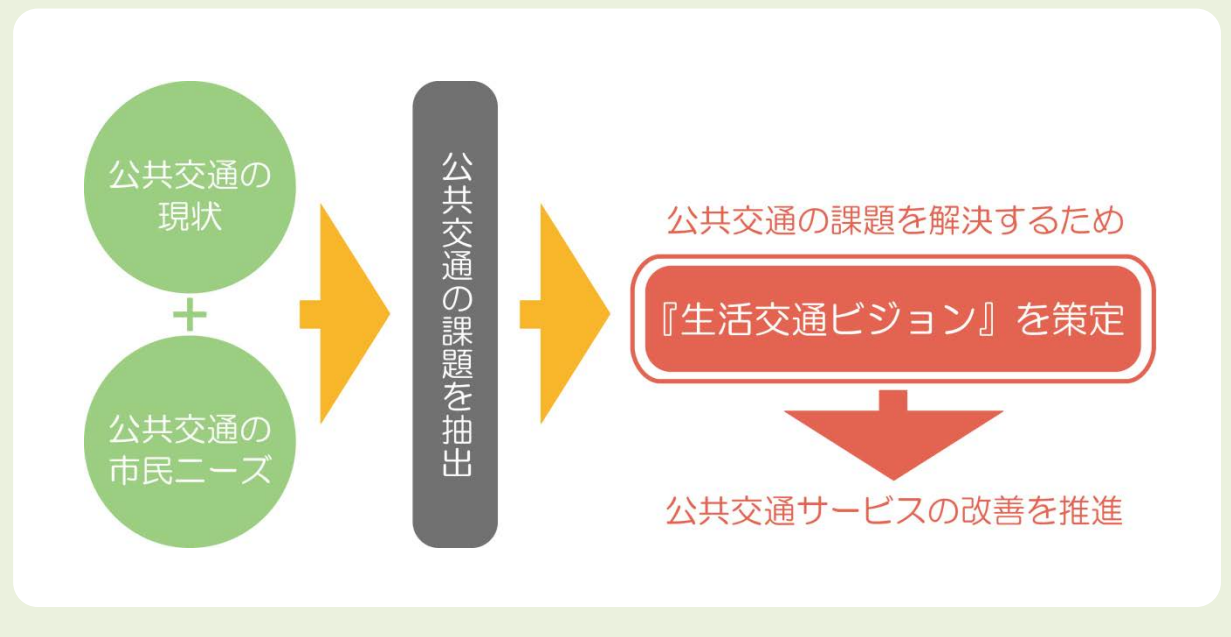 公共交通の
現状
+
公共交通の
市民ニーズ
公共交通の課題を抽出
公共交通の課題を解決するため
『生活交通ビジョン』を策定
公共交通サービスの改善を推進